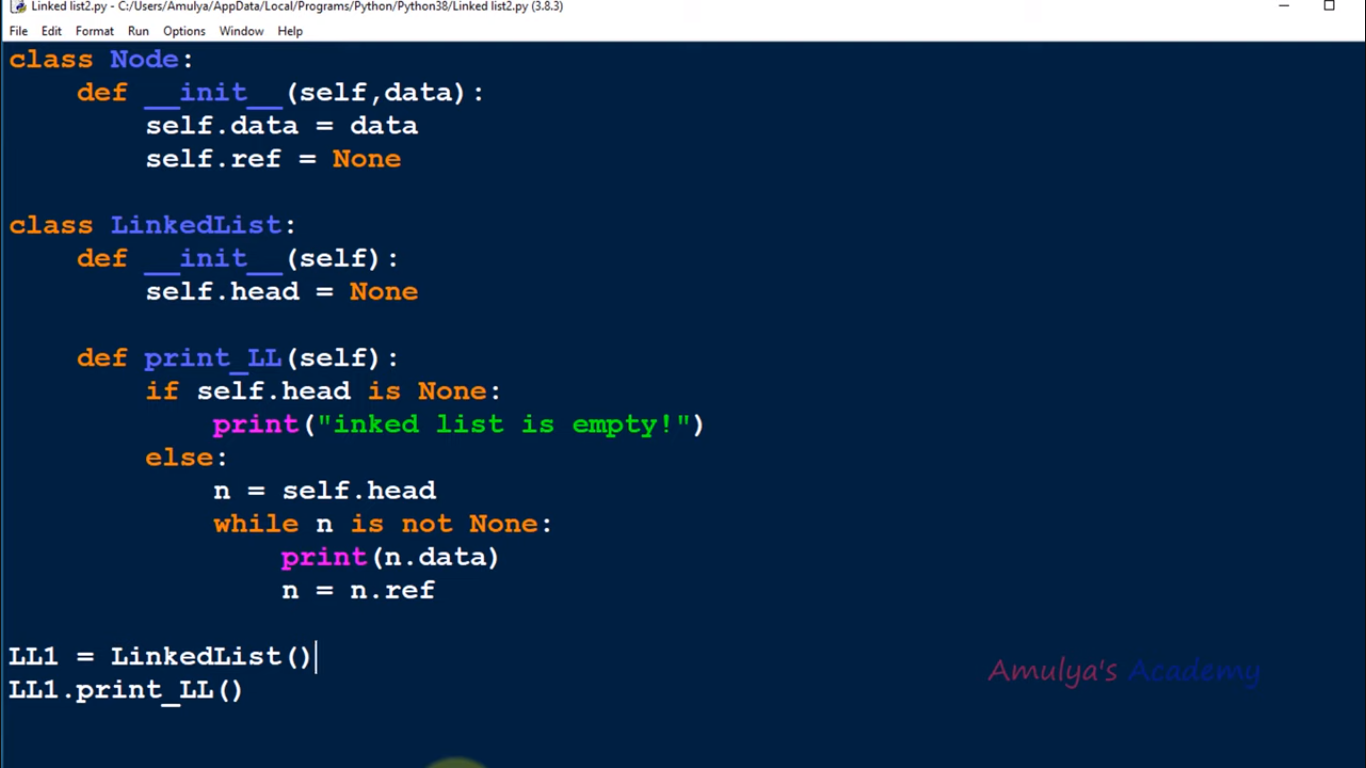 Linked list2.py - C:/Users/Amulya/AppData/Local/Programs/Python/Python38/Linked list2.py (3.8.3)
File Edit Format Run Options Window Help
class Node:
    def __init__(self,data):
        self.data = data
        self.ref = None

class LinkedList:
    def __init__(self):
        self.head = None

    def print_LL(self):
        if self.head is None:
            print("inked list is empty!")
        else:
            n = self.head
            while n is not None:
                print(n.data)
                n = n.ref

LL1 = LinkedList()
LL1.print_LL()
Amulya's Academy